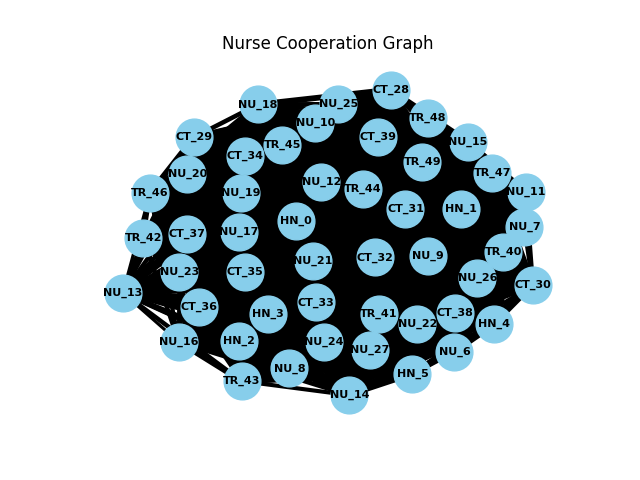 Nurse Cooperation Graph
CT_28
NU_18
NU_25
TR_48
NU_10
CT_29
CT_39
NU_15
TR_45
CT_34
TR_49
NU_20
TR_47
NU_12
TR_44
NU_11
TR_46
NU_19
CT_31
HN_1
HN_0
NU_7
NU_17
CT_37
TR_42
TR_40
NU_9
CT_32
NU_21
NU_23
CT_35
NU_26
CT_30
NU_13
CT_33
CT_36
CT_38
HN_3
TR_41
NU_22
HN_4
HN_2
NU_16
NU_24
NU_27
NU_6
NU_8
HN_5
TR_43
NU_14